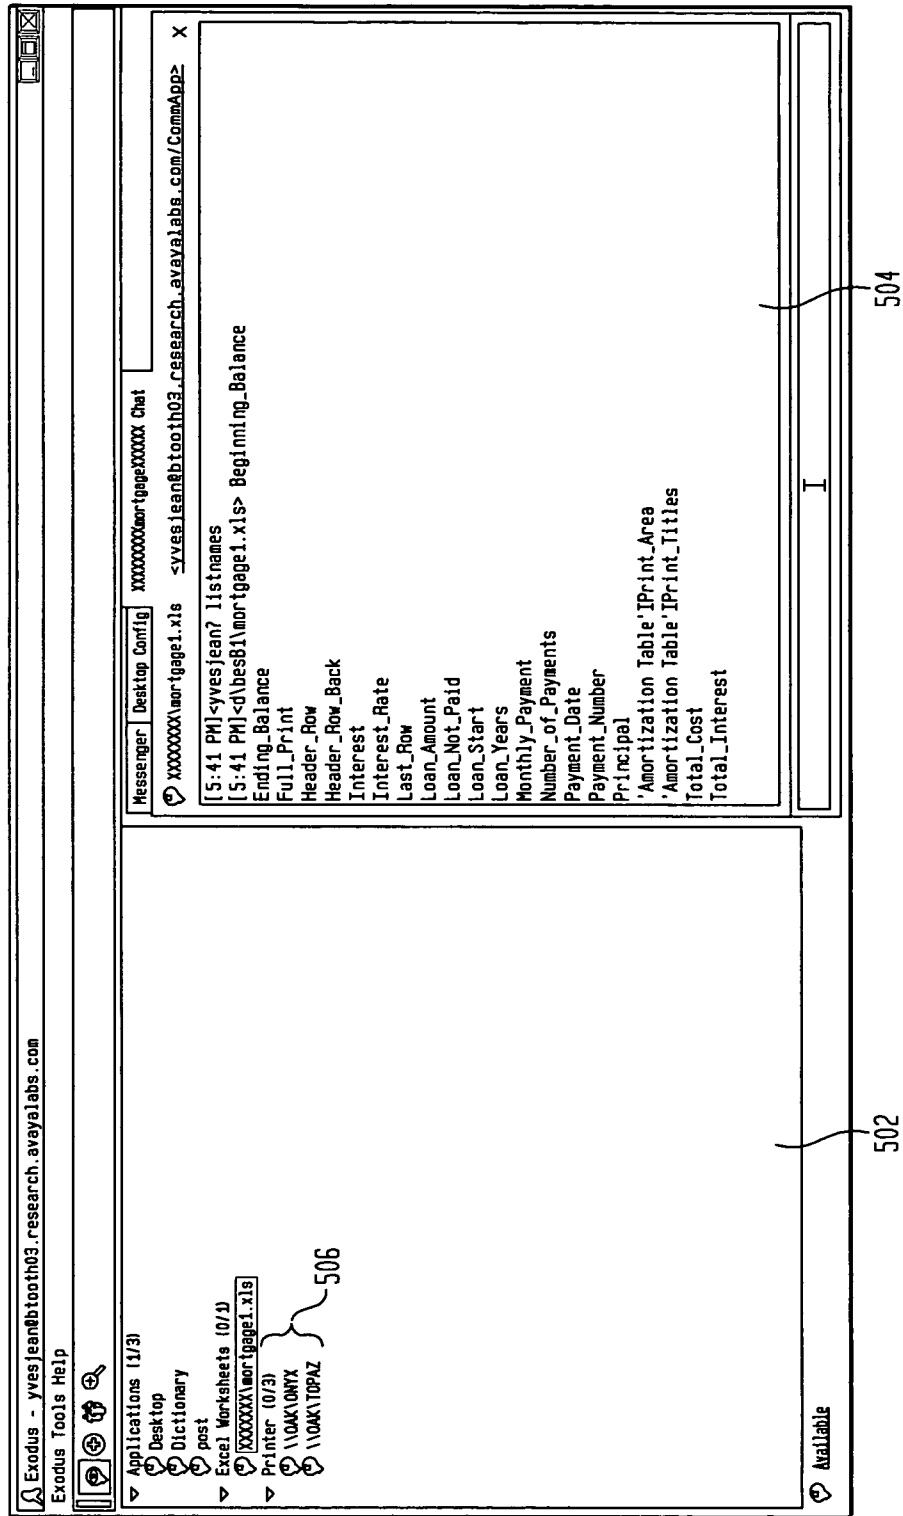 Exodus - yvesjean@btooth03.research.avayalabs.com
Exodus Tools Help
Applications (1/3)
Desktop
Dictionary
post
Excel Worksheets (0/1)
XXXXXXX\mortgage1.xls
Printer (0/3)
\\OAK\ONYX
\\OAK\TOPAZ
506
Available
502
Messenger Desktop Config XXXXXXXXXmortgageXXXXX Chat
XXXXXXXX\mortgage1.xls <yvesjean@btooth03.research.avayalabs.com/CommApp> X
[5:41 PM]<yvesjean? listnames
[5:41 PM]<d\besB1\mortgage1.xls> Beginning_Balance
Ending_Balance
Full_Print
Header_Row
Header_Row_Back
Interest
Interest_Rate
Last_Row
Loan_Amount
Loan_Not_Paid
Loan_Start
Loan_Years
Monthly_Payment
Number_of_Payments
Payment_Date
Payment_Number
Principal
'Amortization Table'IPrint_Area
'Amortization Table'IPrint_Titles
Total_Cost
Total_Interest
504